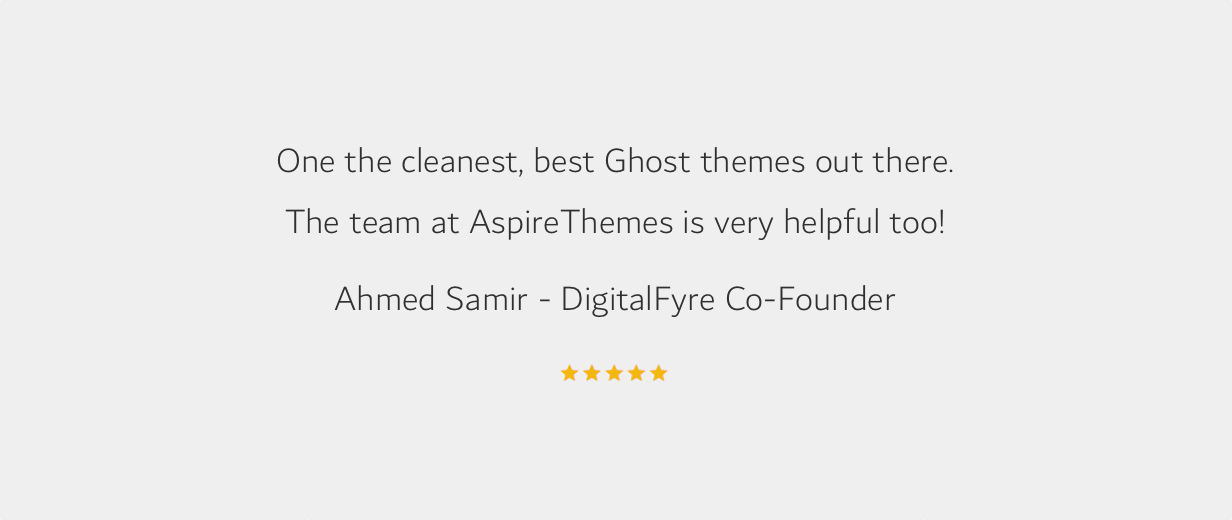 One the cleanest, best Ghost themes out there.
The team at AspireThemes is very helpful too!
Ahmed Samir - DigitalFyre Co-Founder